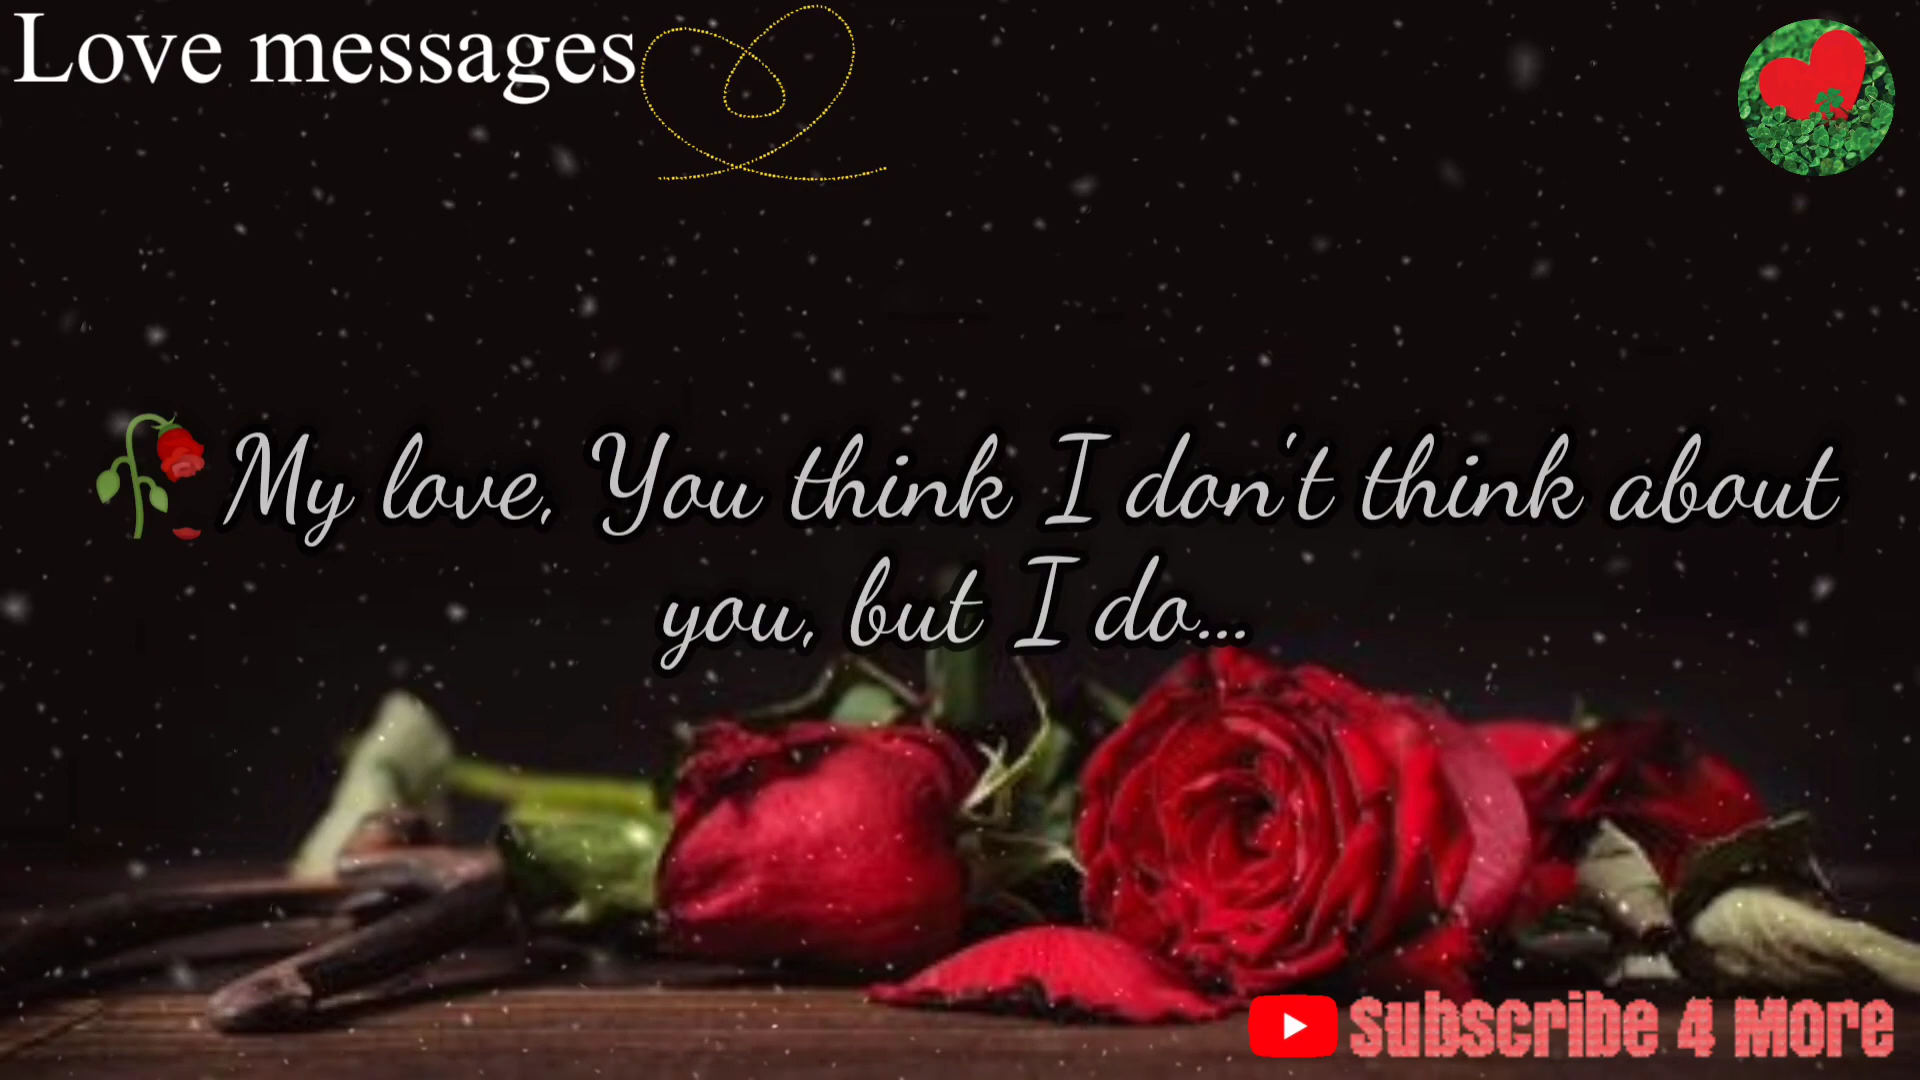 Love messages
🥀My love, You think I don't think about
you, but I do...
Subscribe 4 More